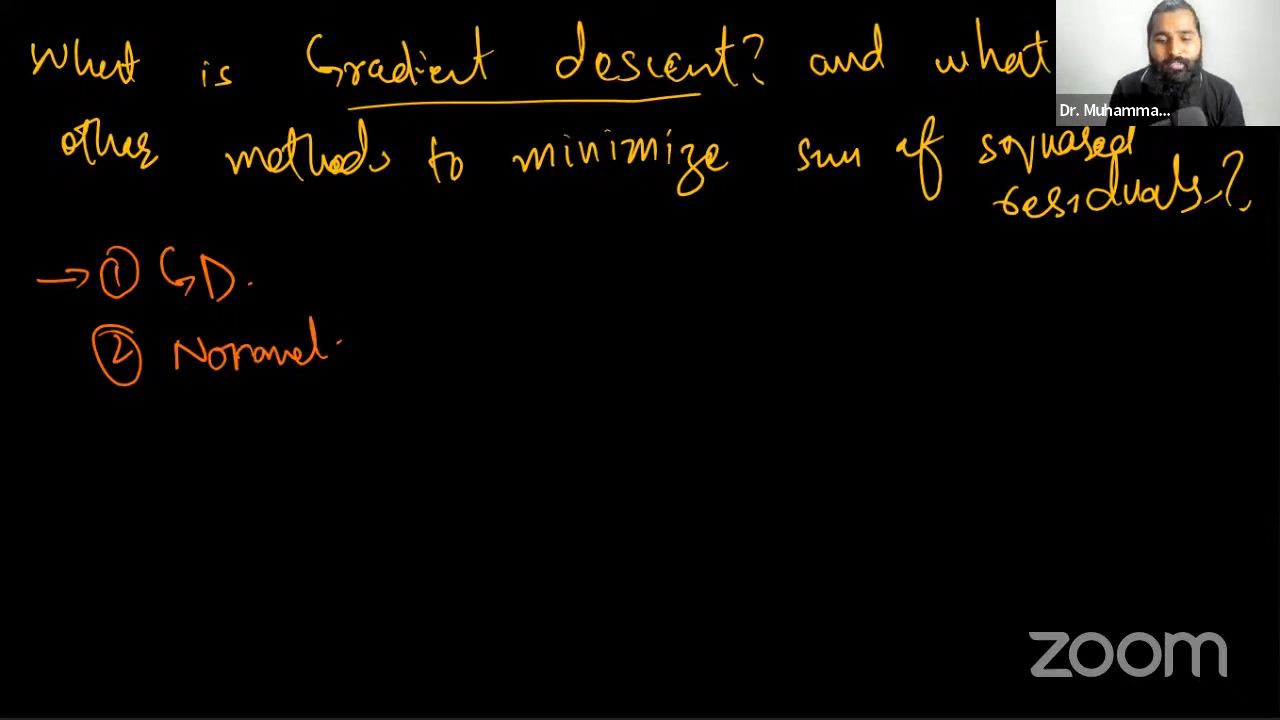 What is Gradient descent? and what
other methods to minimize sum of squared
residuals?
Dr. Muhamma...
→ ① GD.
② Normal.
zoom